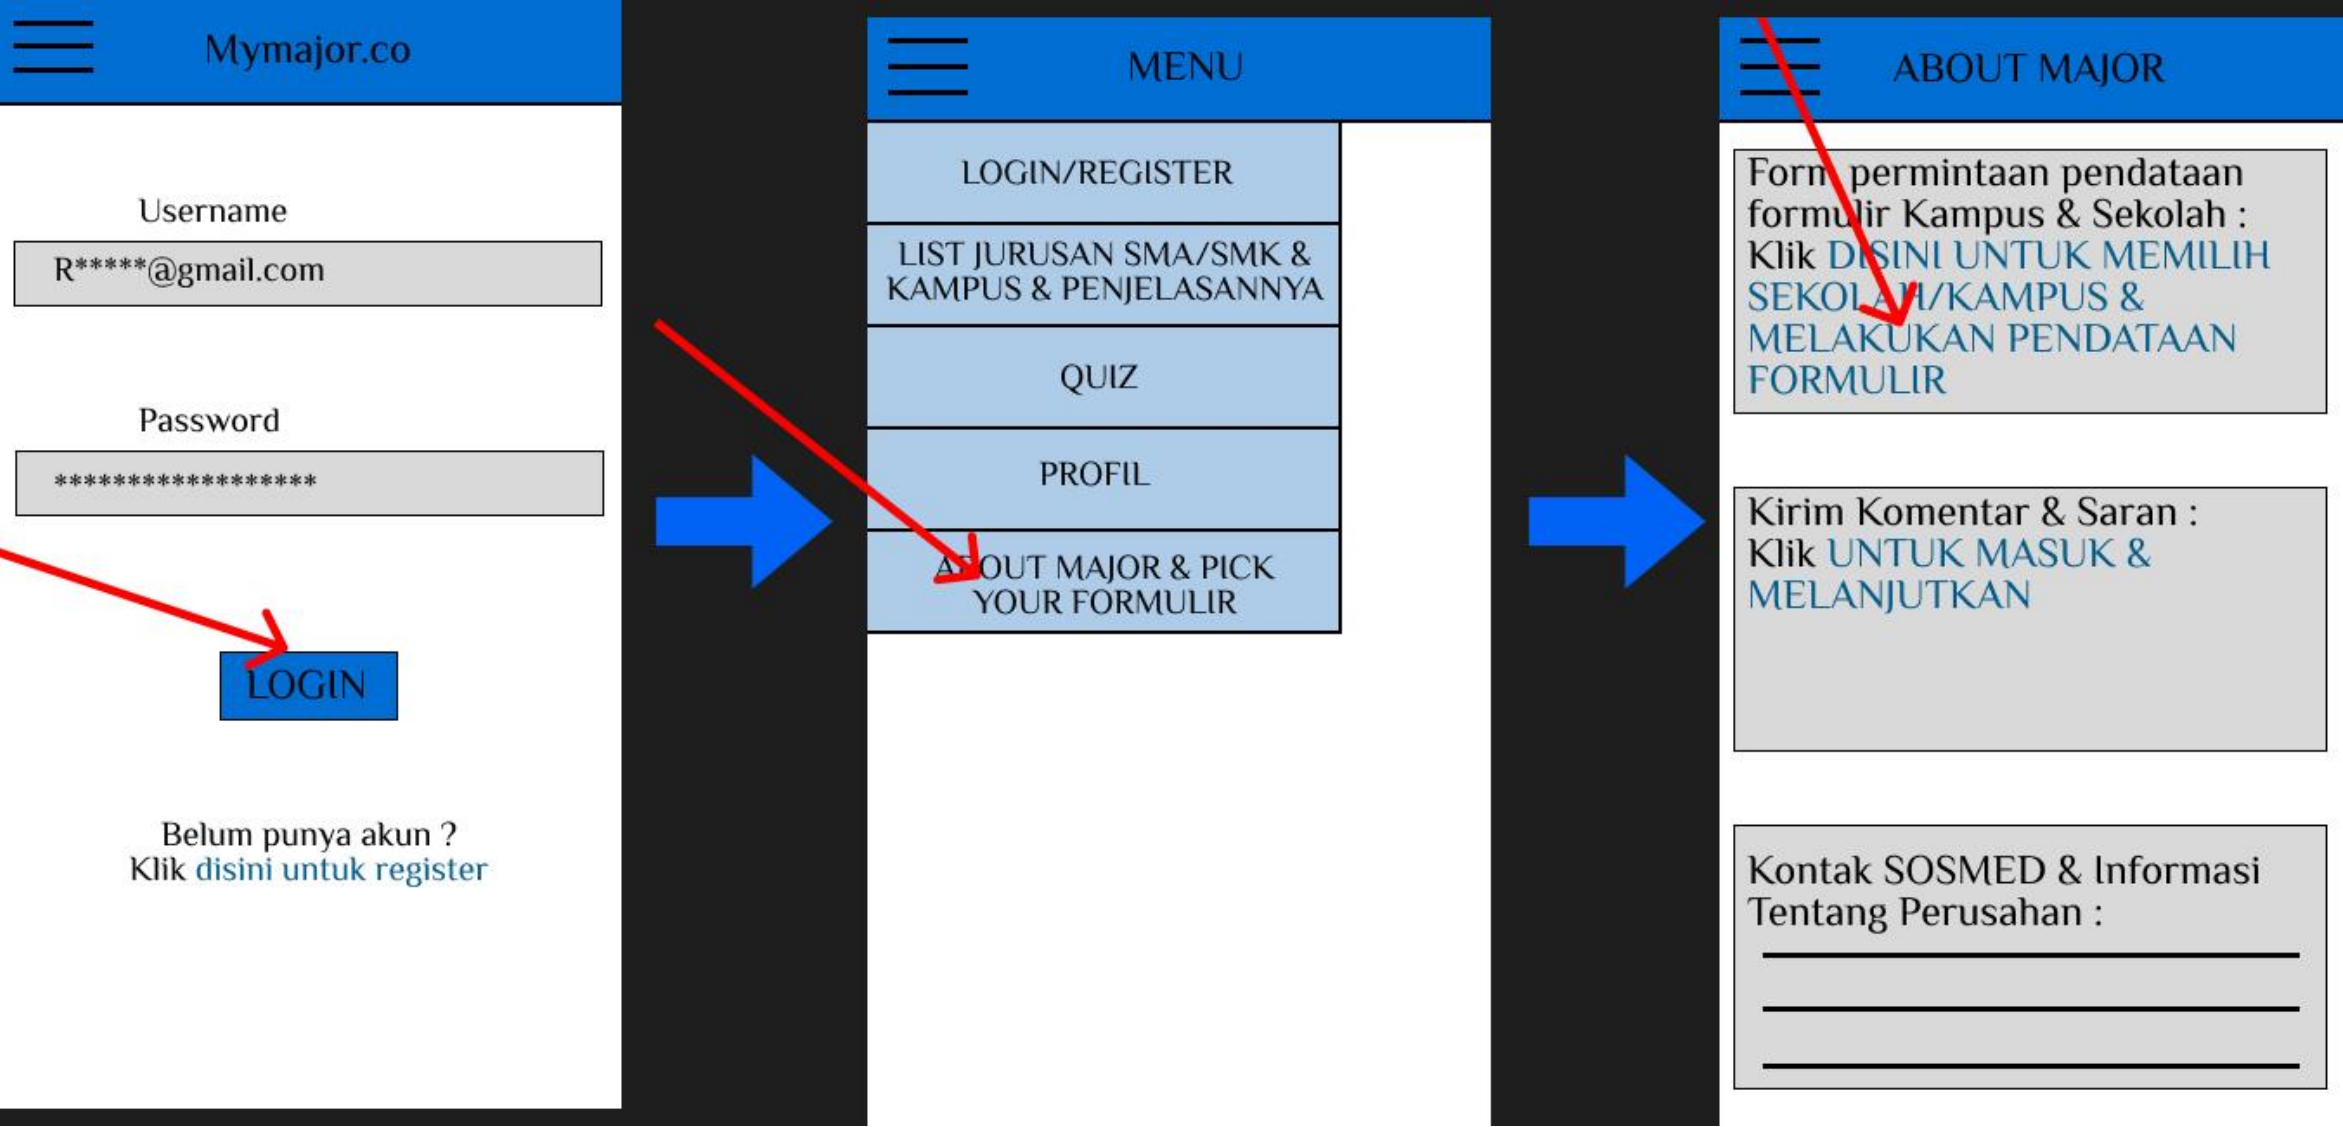 Mymajor.co
Username
R*****@gmail.com
Password
******************
LOGIN
Belum punya akun ?
Klik disini untuk register
MENU
LOGIN/REGISTER
LIST JURUSAN SMA/SMK &
KAMPUS & PENJELASANNYA
QUIZ
PROFIL
ABOUT MAJOR & PICK
YOUR FORMULIR
ABOUT MAJOR
Form permintaan pendataan
formulir Kampus & Sekolah :
Klik DISINI UNTUK MEMILIH
SEKOLAH/KAMPUS &
MELAKUKAN PENDATAAN
FORMULIR
Kirim Komentar & Saran :
Klik UNTUK MASUK &
MELANJUTKAN
Kontak SOSMED & Informasi
Tentang Perusahan :